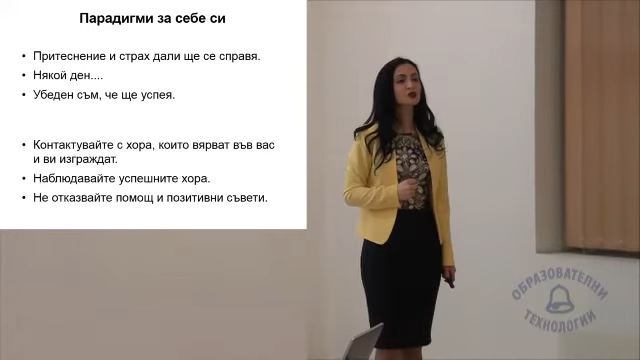 Парадигми за себе си
• Притеснение и страх дали ще се справя.
• Някой ден....
• Убеден съм, че ще успея.
• Контактувайте с хора, които вярват във вас
и ви изграждат.
• Наблюдавайте успешните хора.
• Не отказвайте помощ и позитивни съвети.
ОБРАЗОВАТЕЛНИ
ТЕХНОЛОГИИ